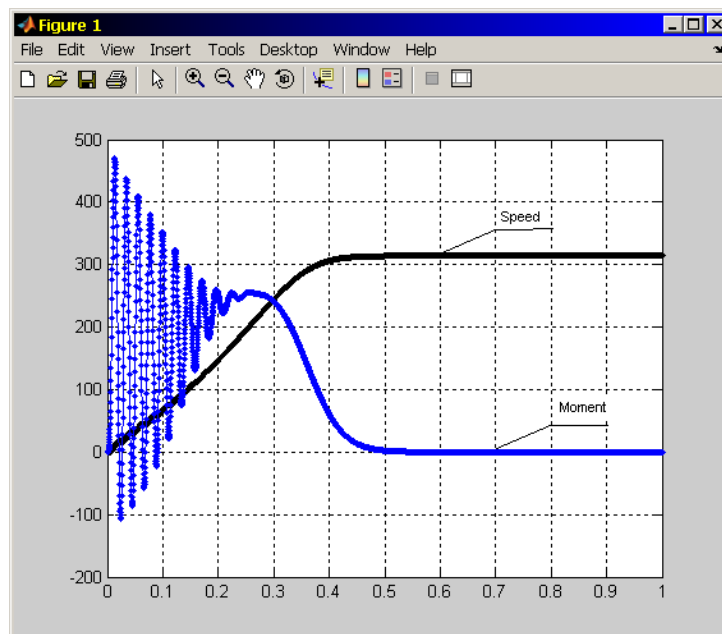 Figure 1
File Edit View Insert Tools Desktop Window Help
500
400
300
200
100
0
-100
-200
Speed
Moment
0 0.1 0.2 0.3 0.4 0.5 0.6 0.7 0.8 0.9 1